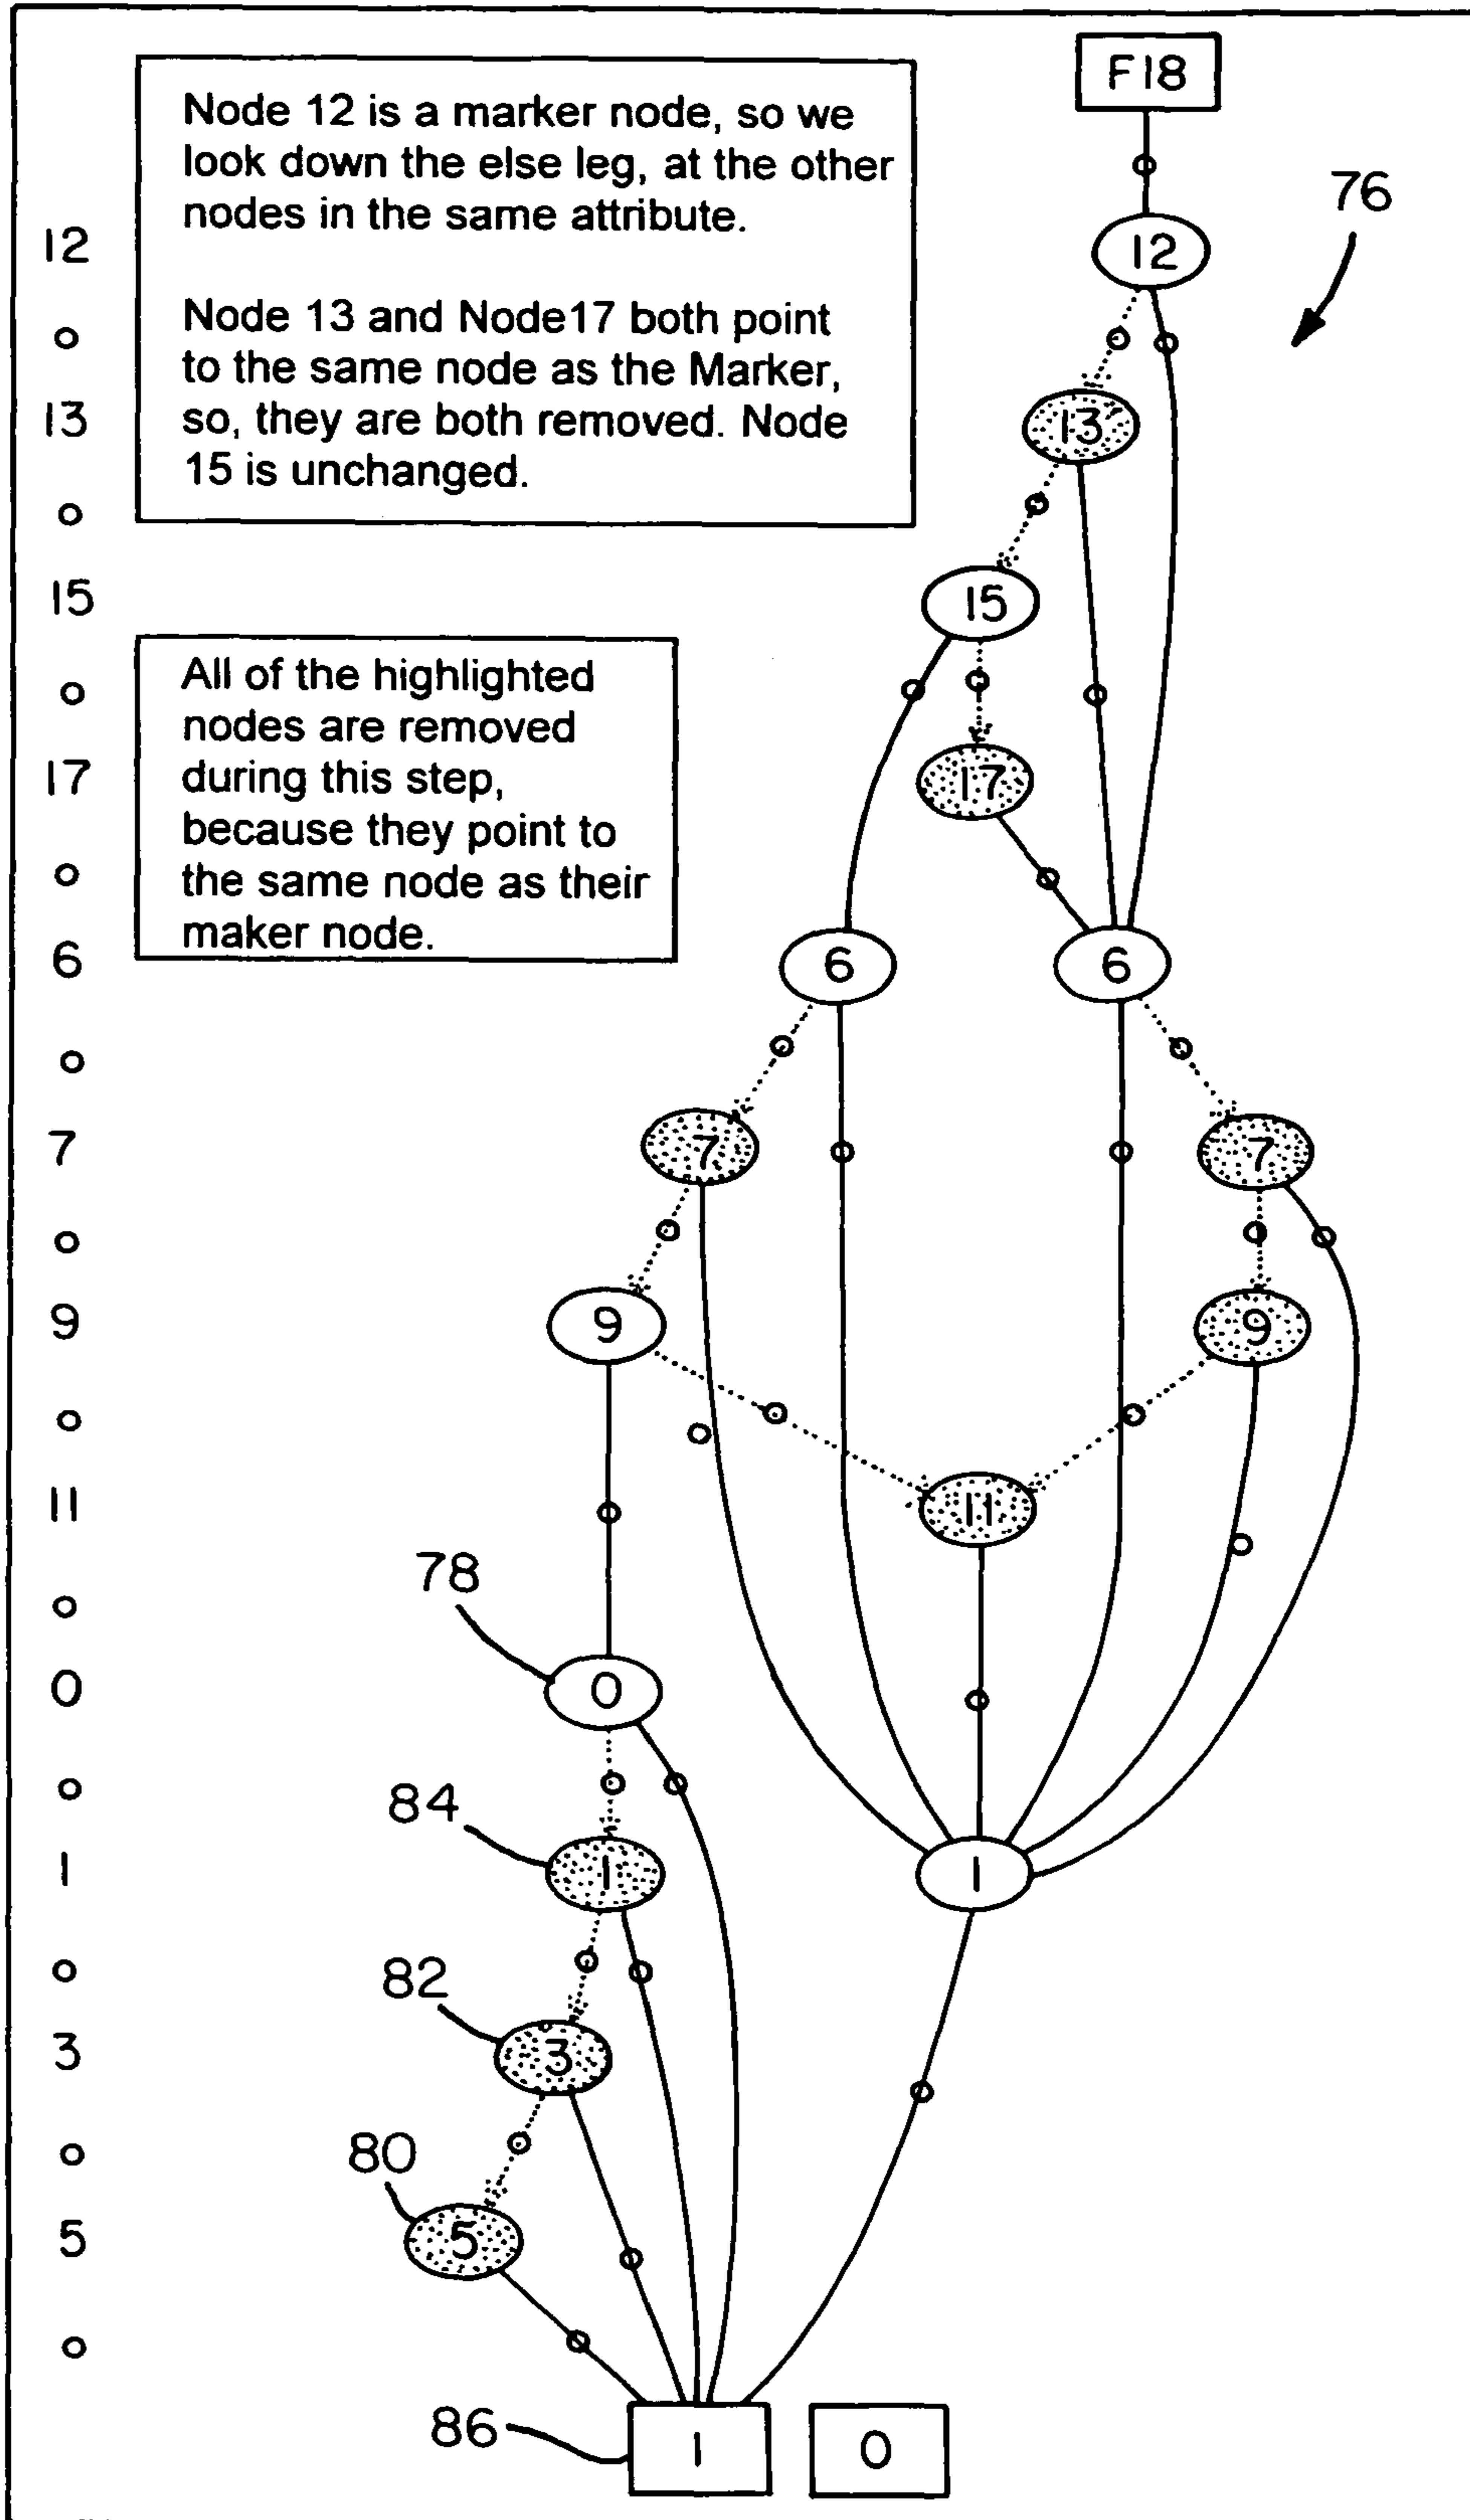 F18
Node 12 is a marker node, so we
look down the else leg, at the other
nodes in the same attribute.
Node 13 and Node17 both point
to the same node as the Marker,
so, they are both removed. Node
15 is unchanged.
76
12
12
13
13
15
15
All of the highlighted
nodes are removed
during this step,
because they point to
the same node as their
maker node.
17
17
6
6
6
7
7
7
9
9
9
11
11
78
0
0
84
1
1
1
82
3
3
80
5
5
86
1
0